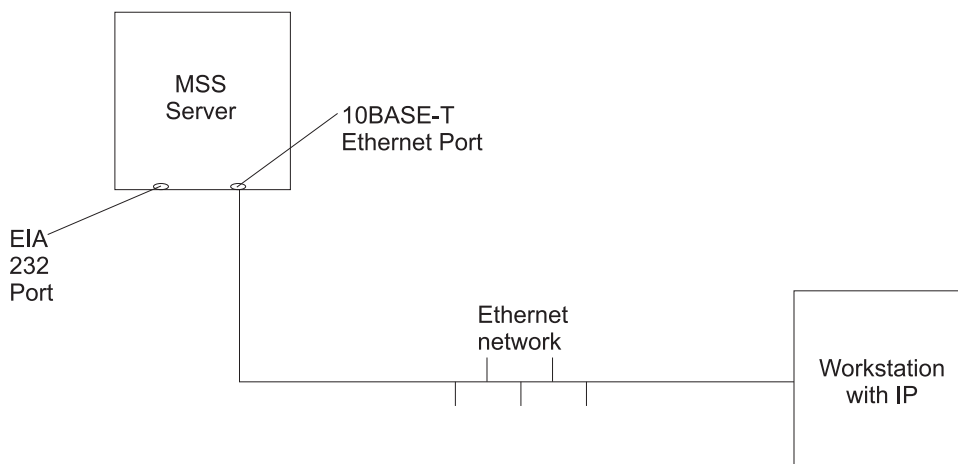 MSS
Server
10BASE-T
Ethernet Port
EIA
232
Port
Ethernet
network
Workstation
with IP